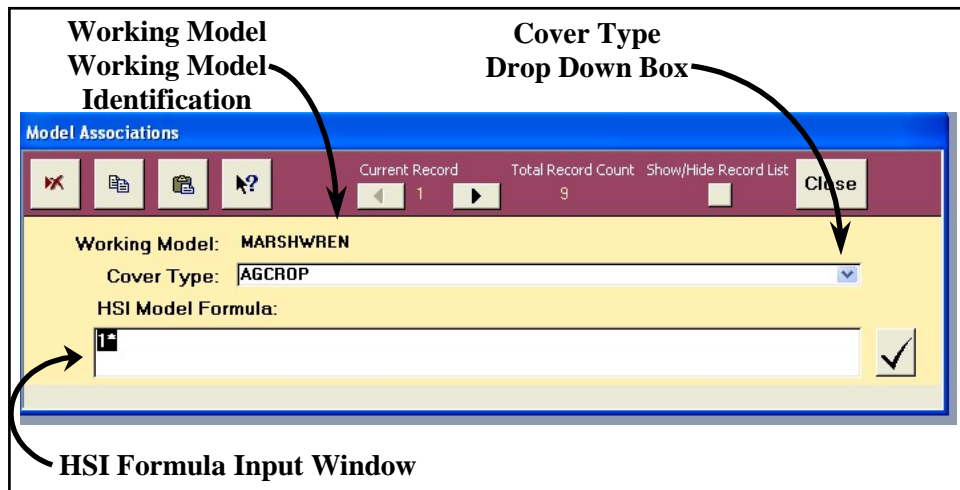 Working Model
Working Model
Identification
Cover Type
Drop Down Box
Model Associations
Current Record
1
Total Record Count
9
Show/Hide Record List
Close
Working Model: MARSHWREN
Cover Type: AGCROP
HSI Model Formula:
1*
HSI Formula Input Window